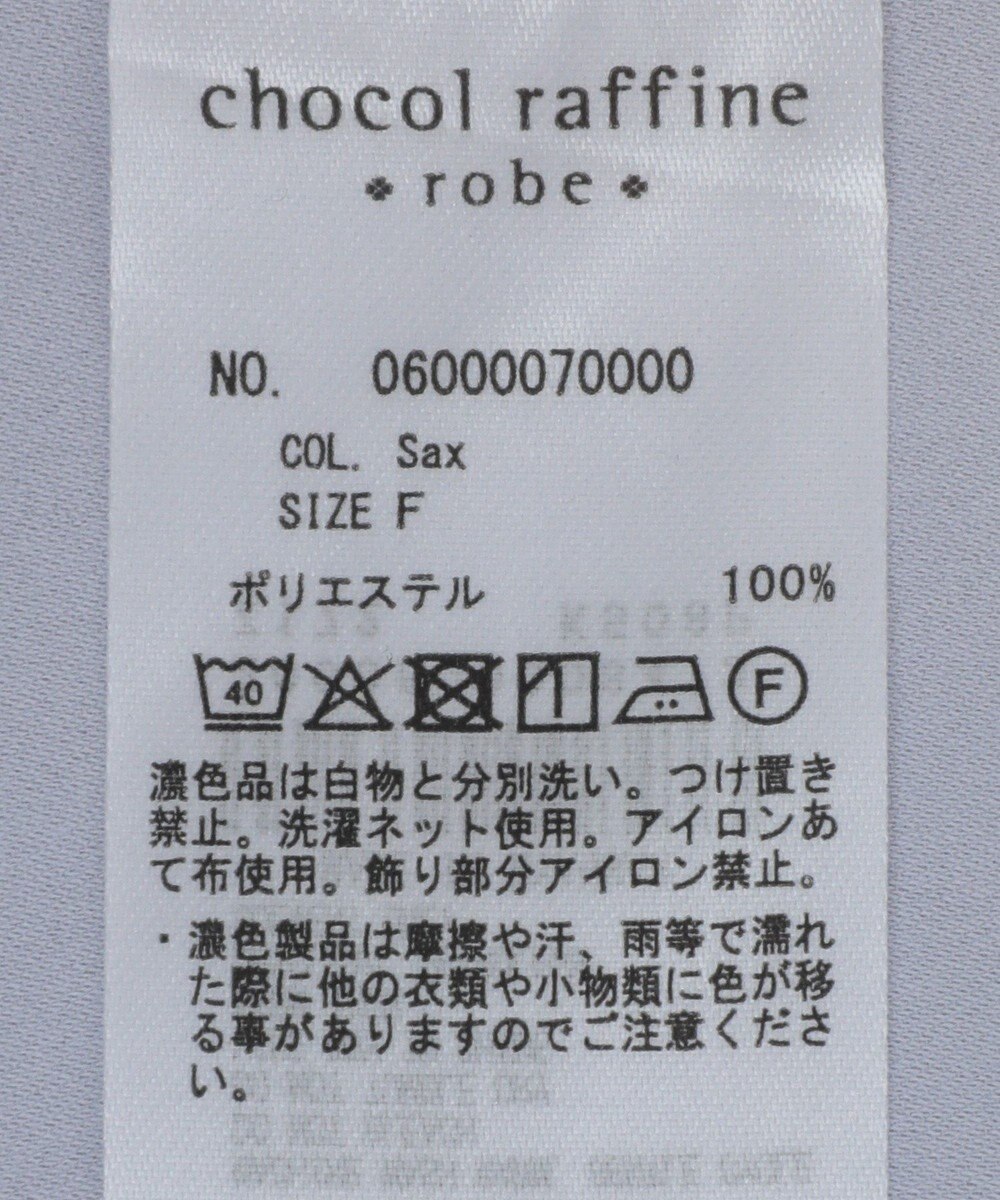 chocol raffine
robe
NO. 06000070000
COL. Sax
SIZE F
ポリエステル 100%
40
F
濃色品は白物と分別洗い。つけ置き
禁止。洗濯ネット使用。アイロンあ
て布使用。飾り部分アイロン禁止。
・濃色製品は摩擦や汗、雨等で濡れ
た際に他の衣類や小物類に色が移
る事がありますのでご注意くださ
い。